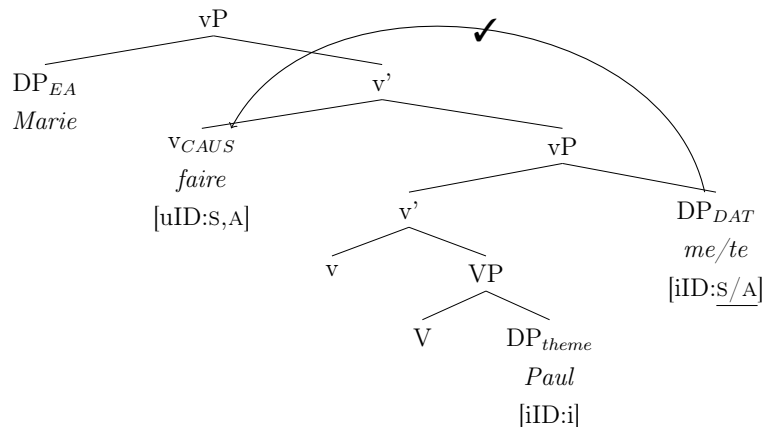 vP
DP_EA
Marie
v'
v_CAUS
faire
[uID:S,A]
vP
v'
DP_DAT
me/te
[iID:S/A]
v
VP
V
DP_theme
Paul
[iID:i]
✓